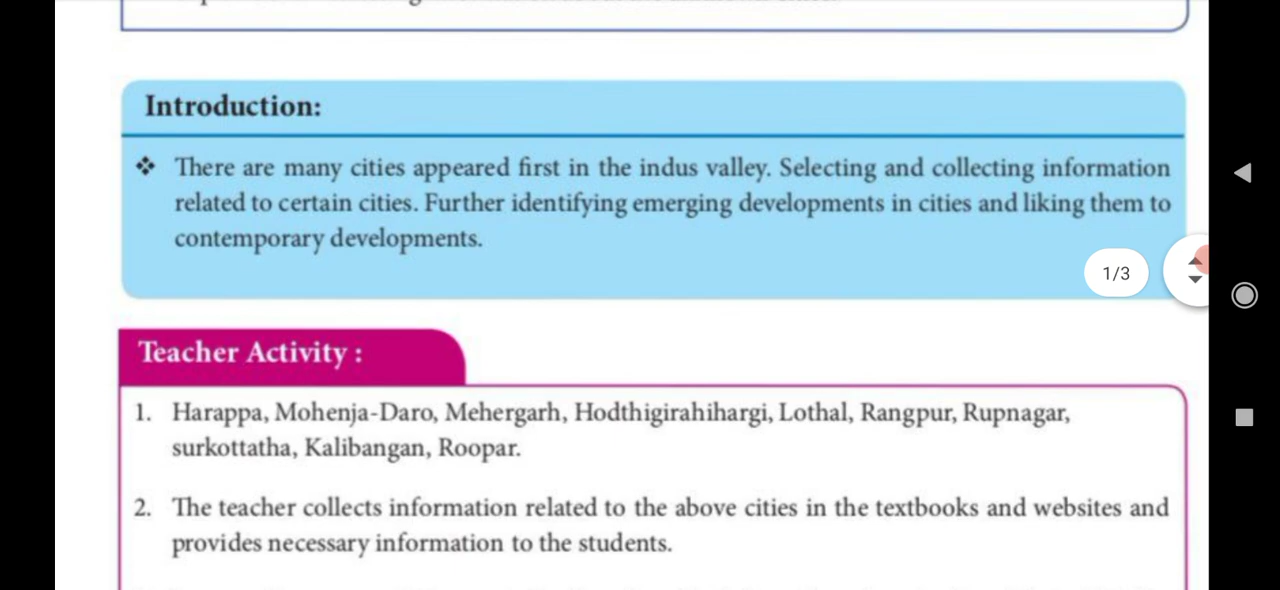 Introduction:
❖ There are many cities appeared first in the indus valley. Selecting and collecting information
related to certain cities. Further identifying emerging developments in cities and liking them to
contemporary developments.
1/3
Teacher Activity :
1. Harappa, Mohenja-Daro, Mehergarh, Hodthigirahihargi, Lothal, Rangpur, Rupnagar,
surkottatha, Kalibangan, Roopar.
2. The teacher collects information related to the above cities in the textbooks and websites and
provides necessary information to the students.